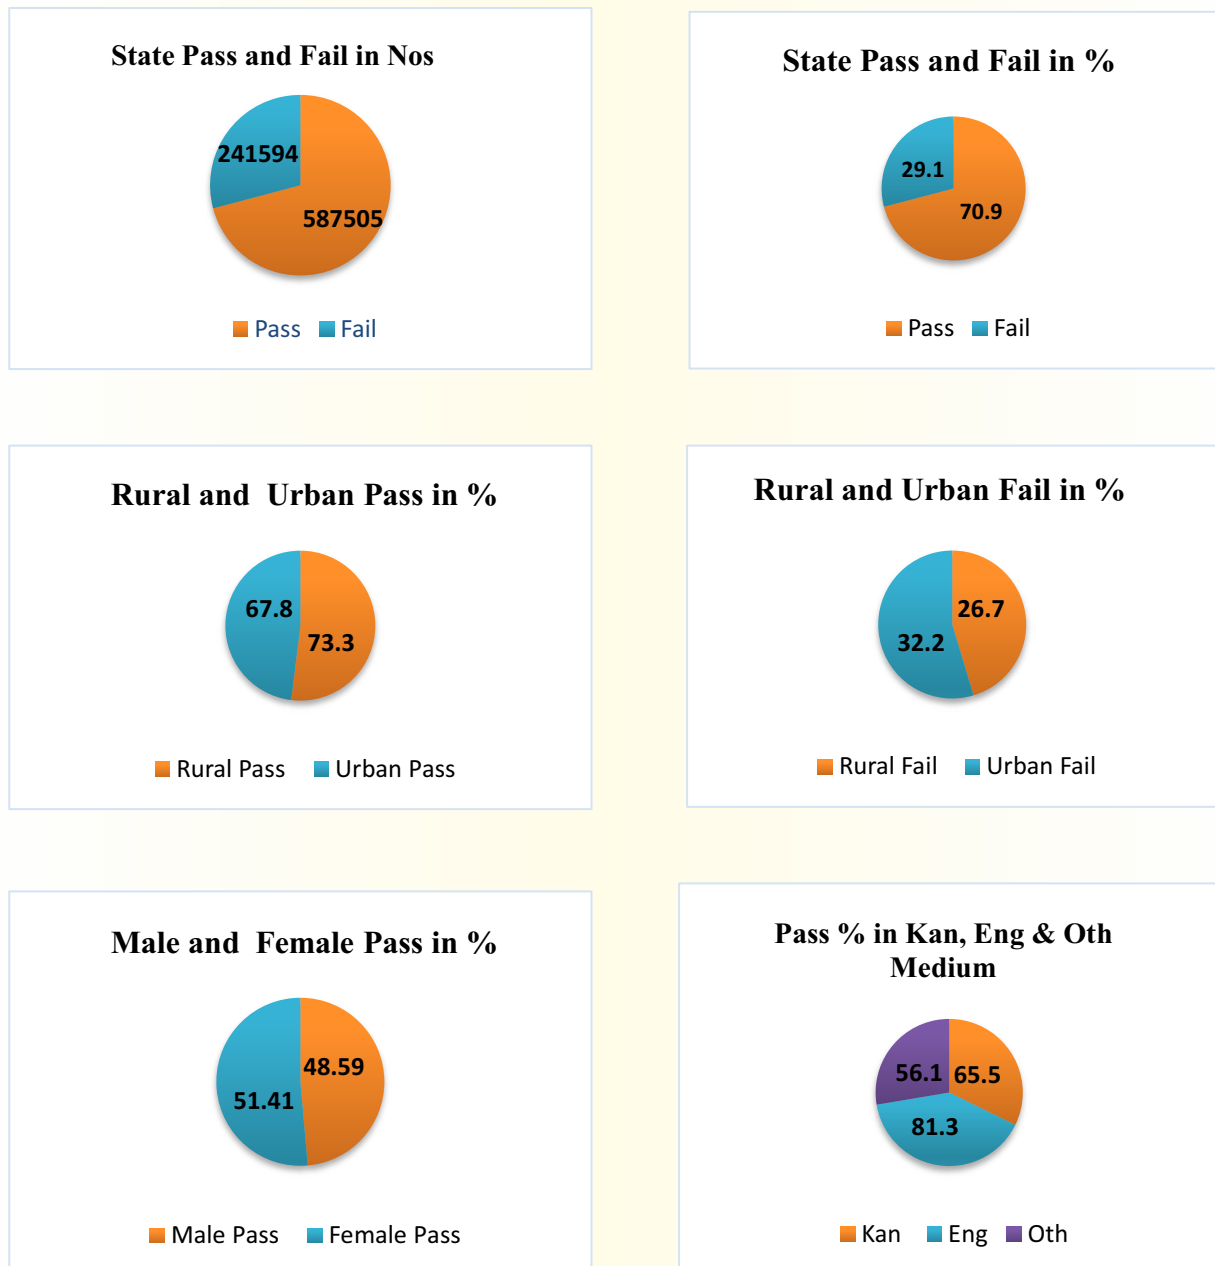 State Pass and Fail in Nos
241594
587505
Pass Fail
State Pass and Fail in %
29.1
70.9
Pass Fail
Rural and Urban Pass in %
67.8
73.3
Rural Pass Urban Pass
Rural and Urban Fail in %
26.7
32.2
Rural Fail Urban Fail
Male and Female Pass in %
48.59
51.41
Male Pass Female Pass
Pass % in Kan, Eng & Oth
Medium
56.1 65.5
81.3
Kan Eng Oth